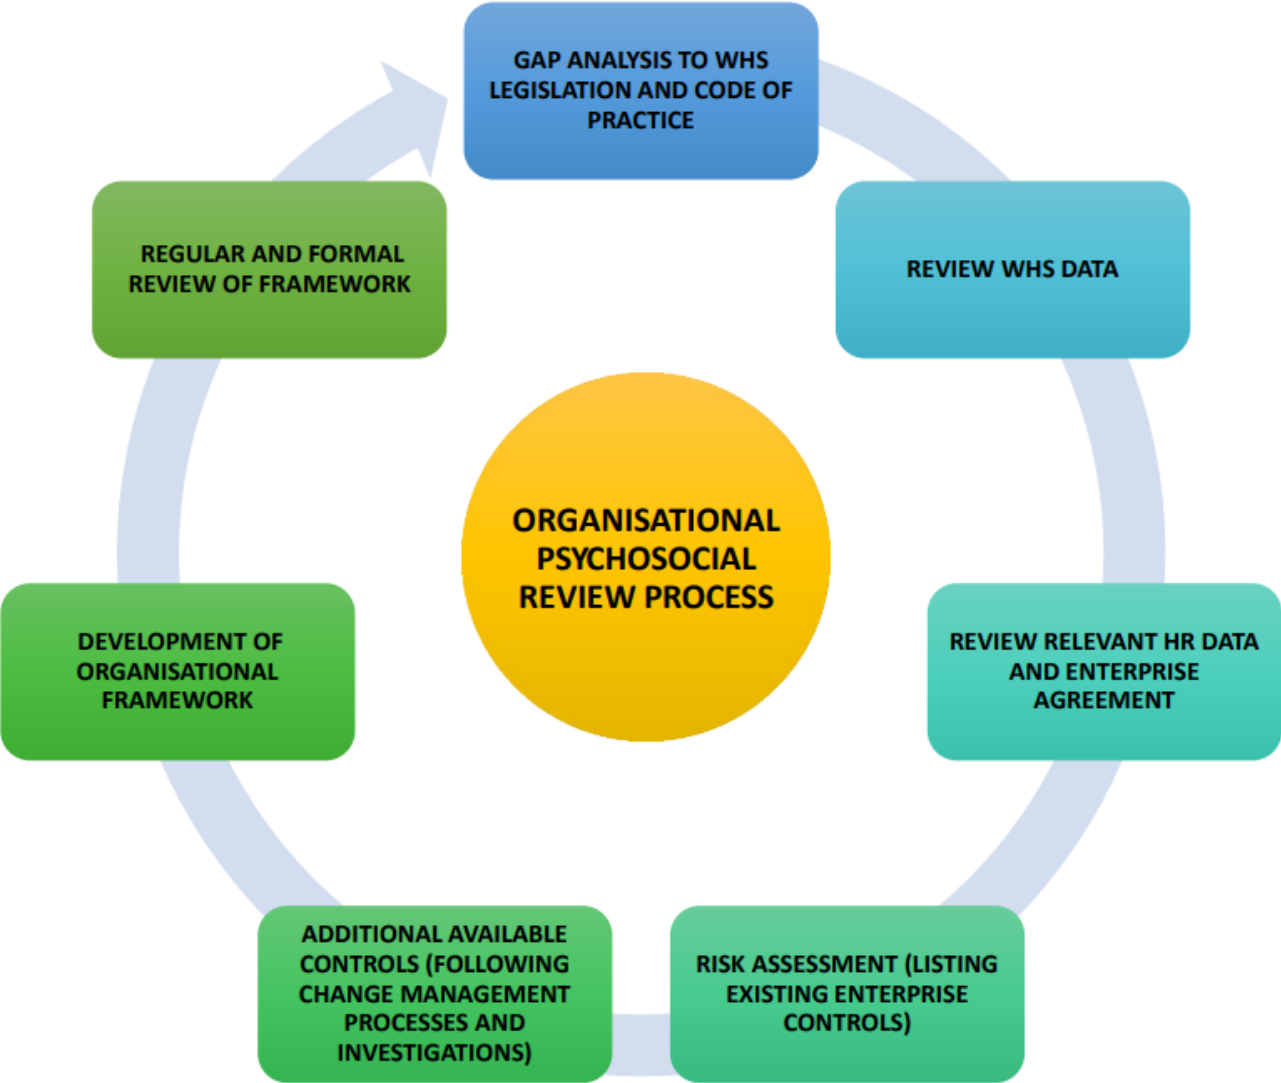 GAP ANALYSIS TO WHS
LEGISLATION AND CODE OF
PRACTICE
REVIEW WHS DATA
REVIEW RELEVANT HR DATA
AND ENTERPRISE
AGREEMENT
RISK ASSESSMENT (LISTING
EXISTING ENTERPRISE
CONTROLS)
ADDITIONAL AVAILABLE
CONTROLS (FOLLOWING
CHANGE MANAGEMENT
PROCESSES AND
INVESTIGATIONS)
DEVELOPMENT OF
ORGANISATIONAL
FRAMEWORK
REGULAR AND FORMAL
REVIEW OF FRAMEWORK
ORGANISATIONAL
PSYCHOSOCIAL
REVIEW PROCESS